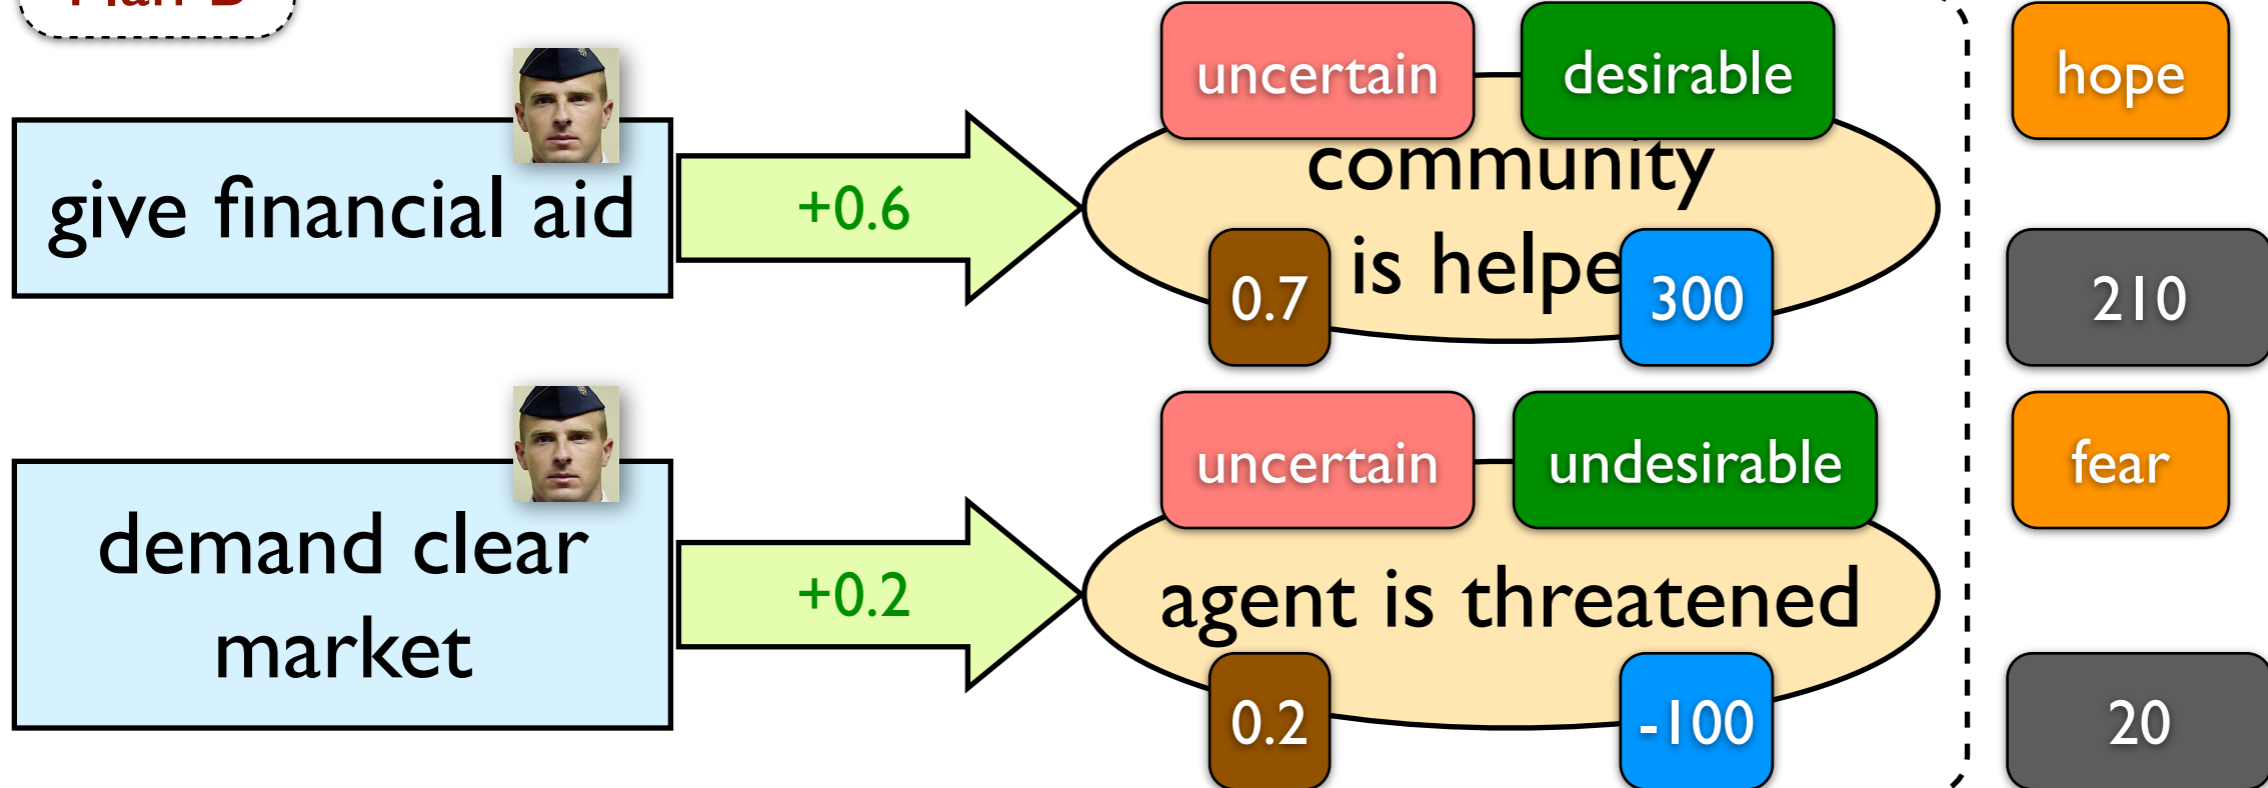 uncertain
desirable
hope
give financial aid
+0.6
community
is helpe
0.7
300
210
uncertain
undesirable
fear
demand clear
market
+0.2
agent is threatened
0.2
-100
20